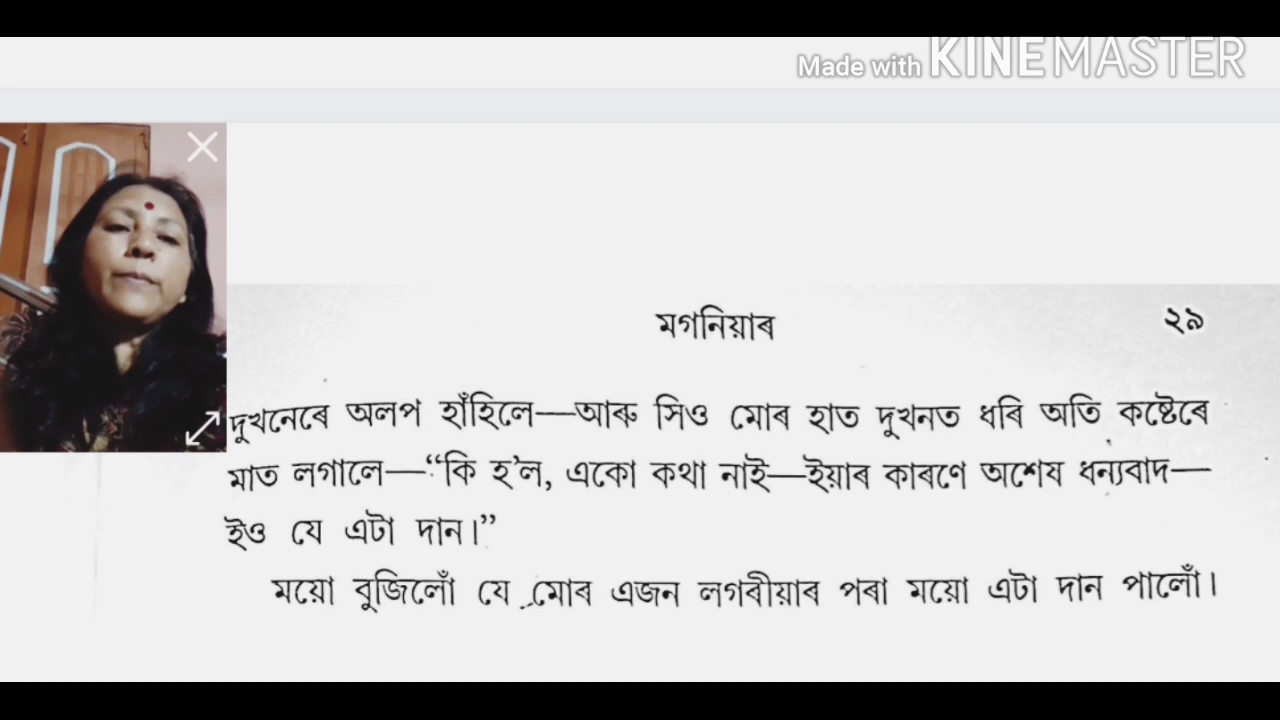 Made with KINEMASTER
মগনিয়াৰ ২৯
দুখনেৰে অলপ হাঁহিলে—আৰু সিও মোৰ হাত দুখনত ধৰি অতি কষ্টেৰে
মাত লগালে—“কি হ’ল, একো কথা নাই—ইয়াৰ কাৰণে অশেষ ধন্যবাদ—
ইও যে এটা দান।”
ময়ো বুজিলোঁ যে মোৰ এজন লগৰীয়াৰ পৰা ময়ো এটা দান পালোঁ।